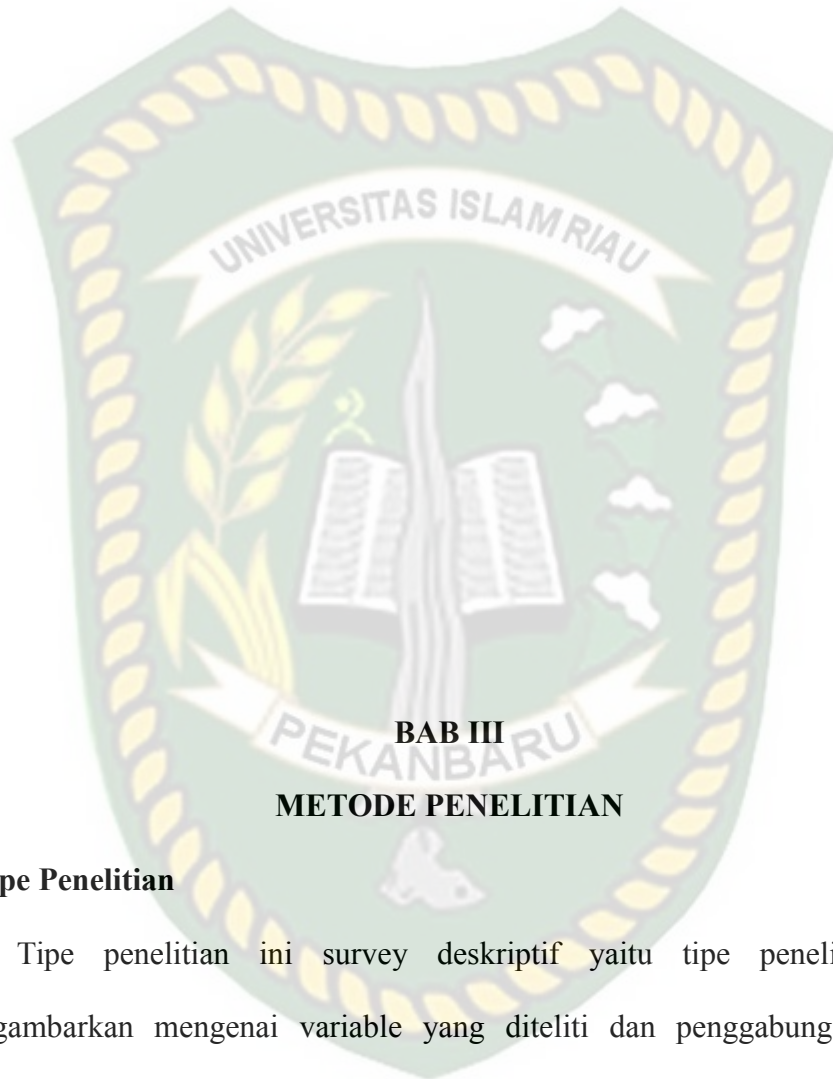 UNIVERSITAS ISLAM RIAU
PEKANBARU
BAB III
METODE PENELITIAN
pe Penelitian
Tipe penelitian ini survey deskriptif yaitu tipe peneli
gambarkan mengenai variable yang diteliti dan penggabung